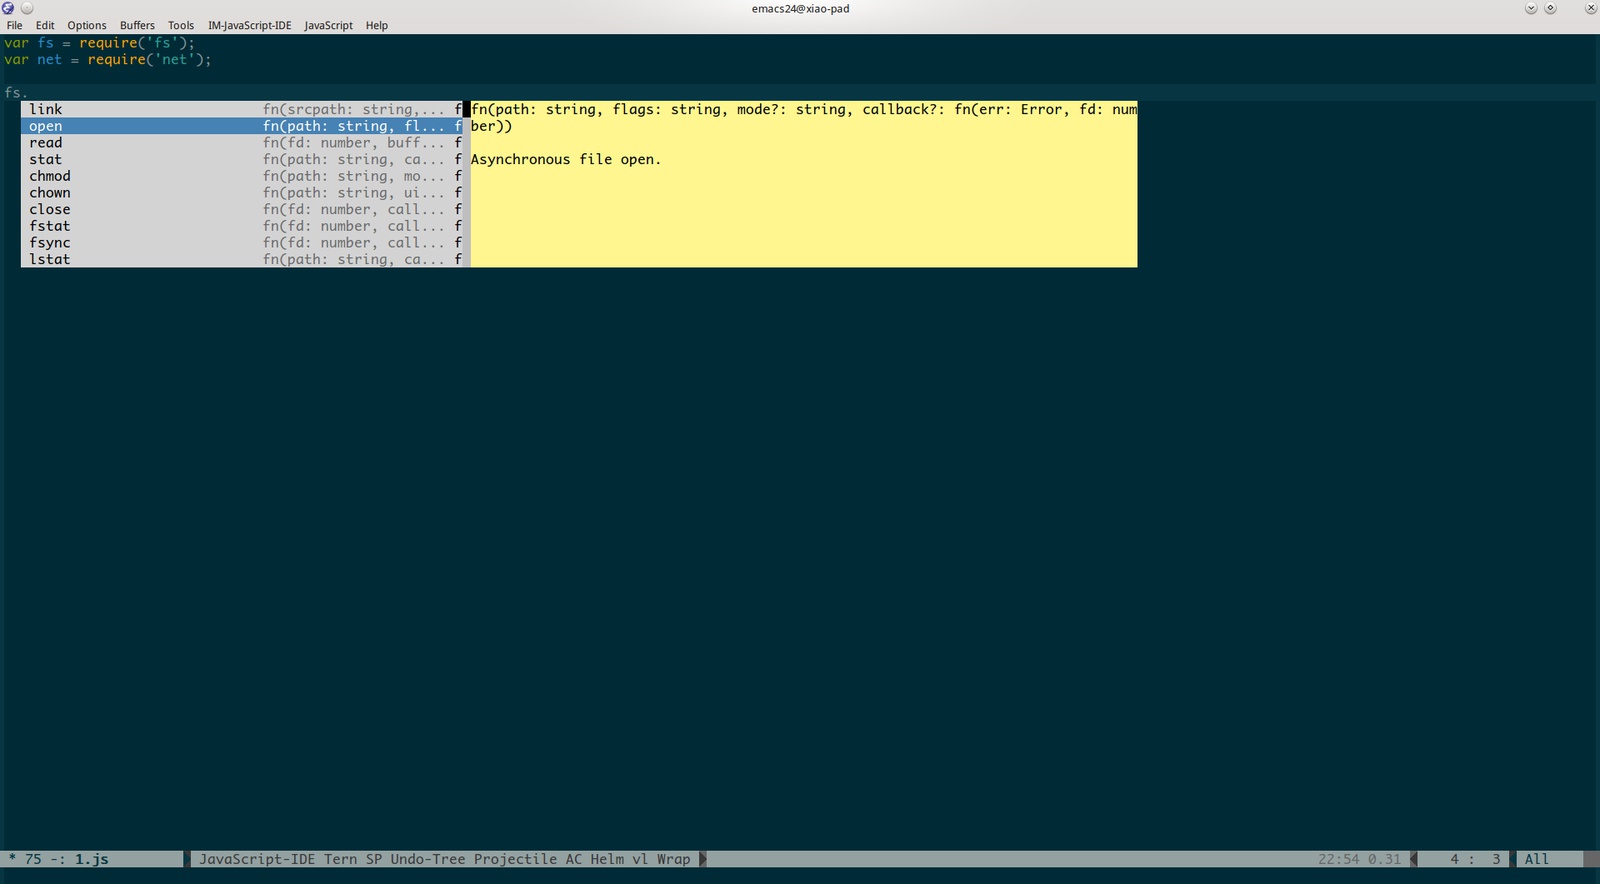 emacs24@xiao-pad
File Edit Options Buffers Tools IM-JavaScript-IDE JavaScript Help
var fs = require('fs');
var net = require('net');
fs.
link fn(srcpath: string,... f fn(path: string, flags: string, mode?: string, callback?: fn(err: Error, fd: num
open fn(path: string, fl... f ber))
read fn(fd: number, buff... f
stat fn(path: string, ca... f Asynchronous file open.
chmod fn(path: string, mo... f
chown fn(path: string, ui... f
close fn(fd: number, call... f
fstat fn(fd: number, call... f
fsync fn(fd: number, call... f
lstat fn(path: string, ca... f
* 75 -: 1.js JavaScript-IDE Tern SP Undo-Tree Projectile AC Helm vl Wrap 22:54 0.31 4 : 3 All